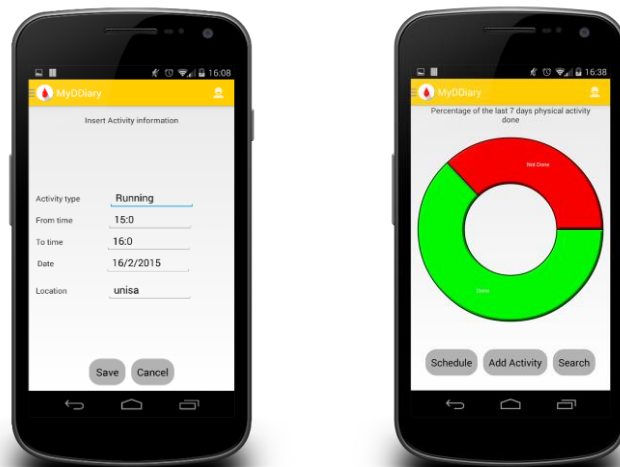 16:08
MyDDiary
Insert Activity information
Activity type Running
From time 15:0
To time 16:0
Date 16/2/2015
Location unisa
Save Cancel
16:38
MyDDiary
Percentage of the last 7 days physical activity
done
Not Done
Done
Schedule Add Activity Search